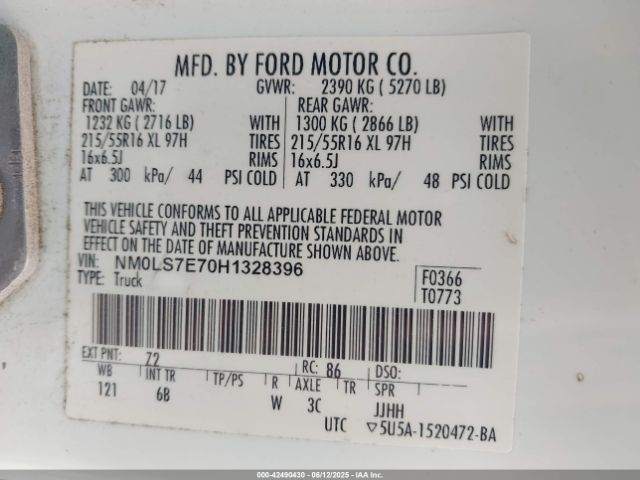 MFD. BY FORD MOTOR CO.
DATE: 04/17 GVWR: 2390 KG ( 5270 LB)
FRONT GAWR: REAR GAWR:
1232 KG ( 2716 LB) WITH 1300 KG ( 2866 LB) WITH
215/55R16 XL 97H TIRES 215/55R16 XL 97H TIRES
16x6.5J RIMS 16x6.5J RIMS
AT 300 kPa/ 44 PSI COLD AT 330 kPa/ 48 PSI COLD
THIS VEHICLE CONFORMS TO ALL APPLICABLE FEDERAL MOTOR
VEHICLE SAFETY AND THEFT PREVENTION STANDARDS IN
EFFECT ON THE DATE OF MANUFACTURE SHOWN ABOVE.
VIN: NM0LS7E70H1328396 F0366
TYPE: Truck T0773
EXT PNT: Z2 RC: 86 DSO:
WB INT TR TP/PS R AXLE TR SPR
121 6B W 3C JJHH
UTC ▽5U5A-1520472-BA
000-42490430 - 06/12/2025 - IAAI.COM